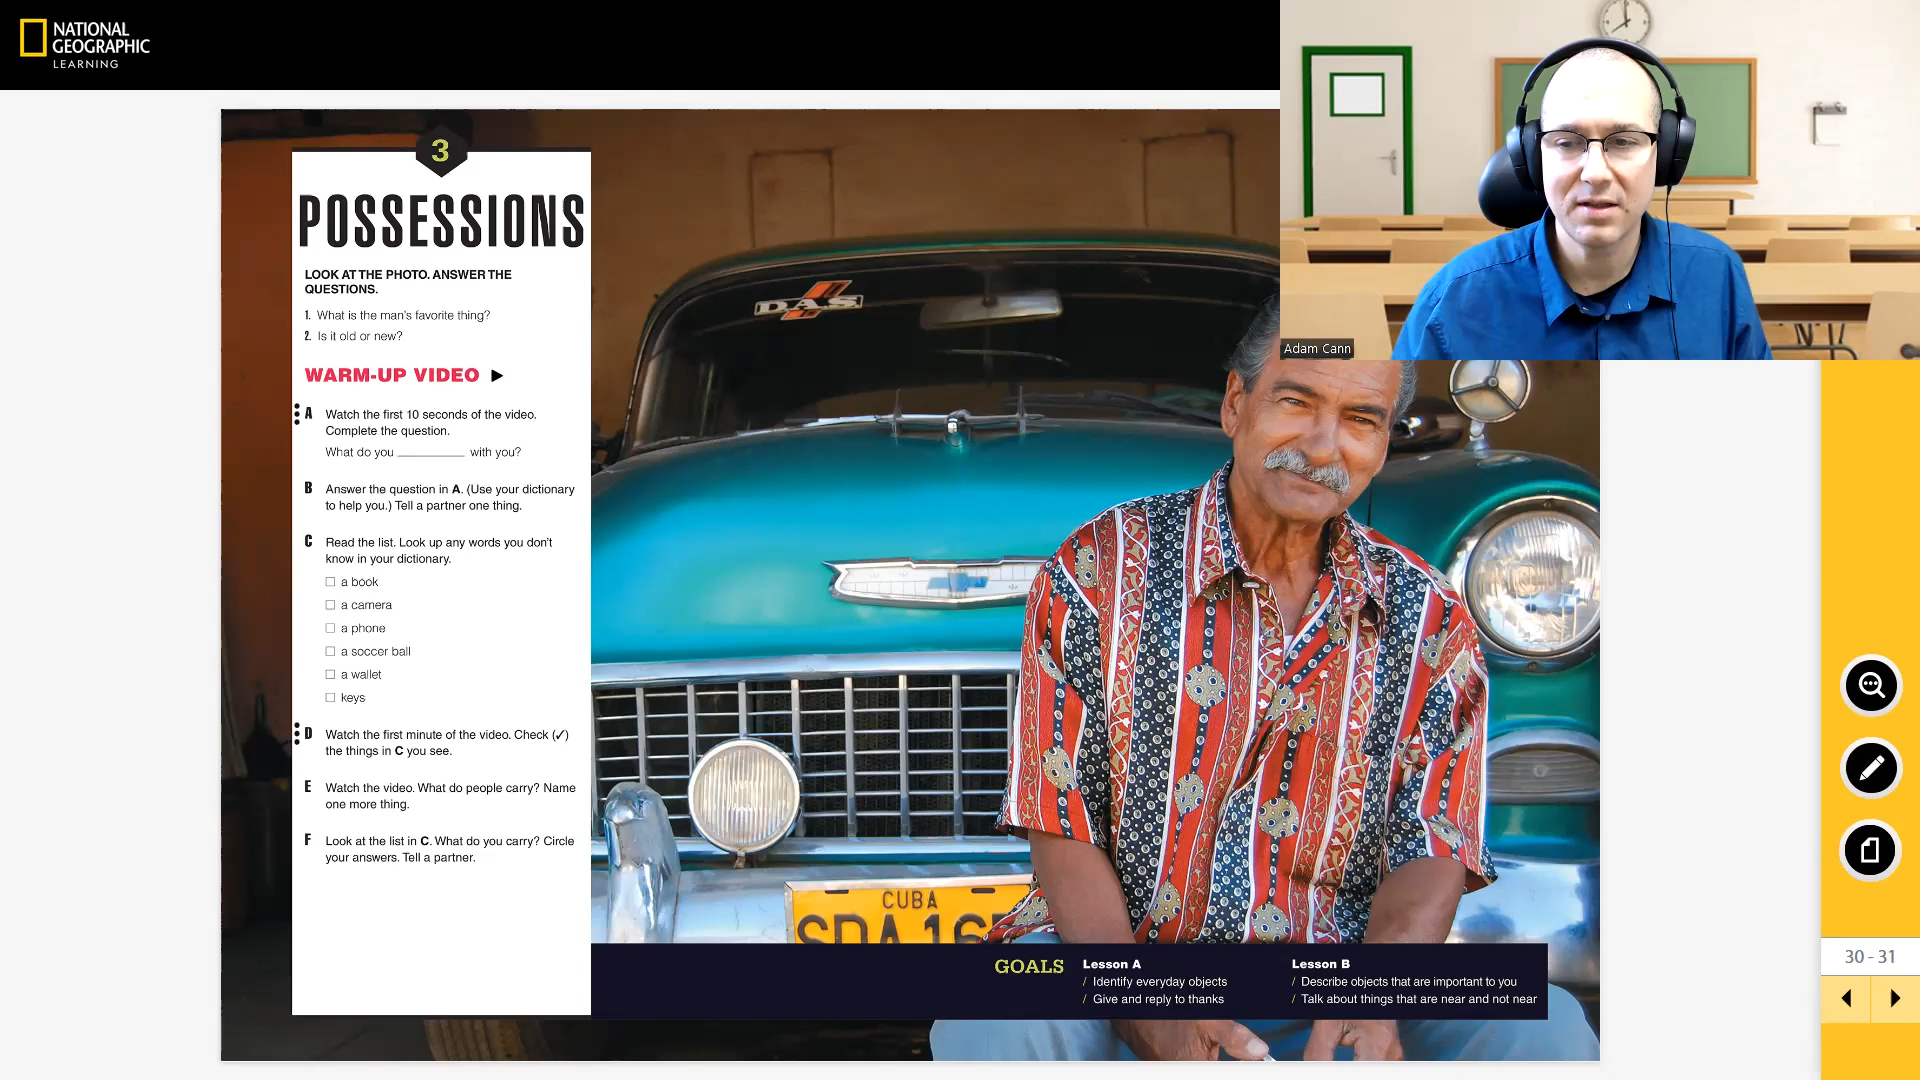 NATIONAL
GEOGRAPHIC
LEARNING
Adam Cann
3
POSSESSIONS
LOOK AT THE PHOTO. ANSWER THE
QUESTIONS.
1. What is the man's favorite thing?
2. Is it old or new?
WARM-UP VIDEO
A Watch the first 10 seconds of the video.
Complete the question.
What do you __________ with you?
B Answer the question in A. (Use your dictionary
to help you.) Tell a partner one thing.
C Read the list. Look up any words you don't
know in your dictionary.
a book
a camera
a phone
a soccer ball
a wallet
keys
D Watch the first minute of the video. Check (✓)
the things in C you see.
E Watch the video. What do people carry? Name
one more thing.
F Look at the list in C. What do you carry? Circle
your answers. Tell a partner.
DAS
CUBA
GOALS
Lesson A
/ Identify everyday objects
/ Give and reply to thanks
Lesson B
/ Describe objects that are important to you
/ Talk about things that are near and not near
30 - 31